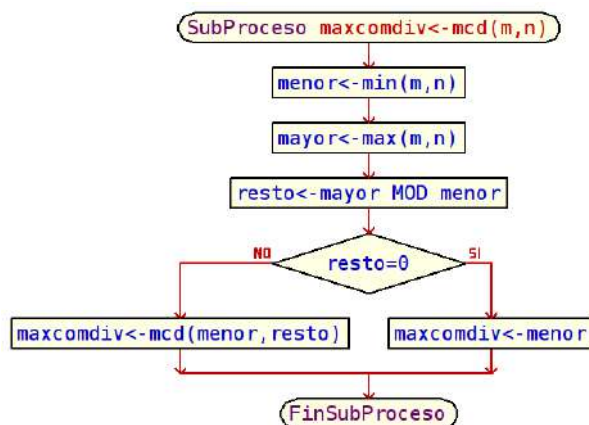 SubProceso maxcomdiv<-mcd(m,n)
menor<-min(m,n)
mayor<-max(m,n)
resto<-mayor MOD menor
NO
resto=0
SI
maxcomdiv<-mcd(menor,resto)
maxcomdiv<-menor
FinSubProceso